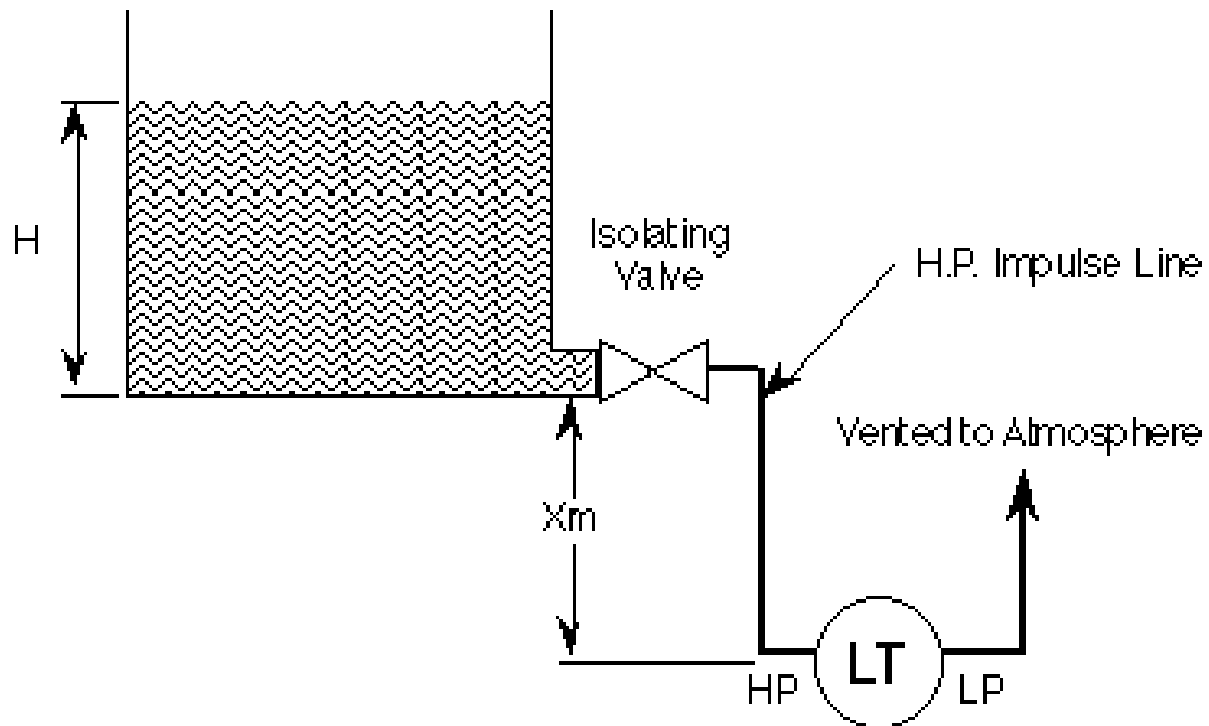 H
Isolating
Valve
H.P. Impulse Line
Vented to Atmosphere
Xm
LT
HP
LP